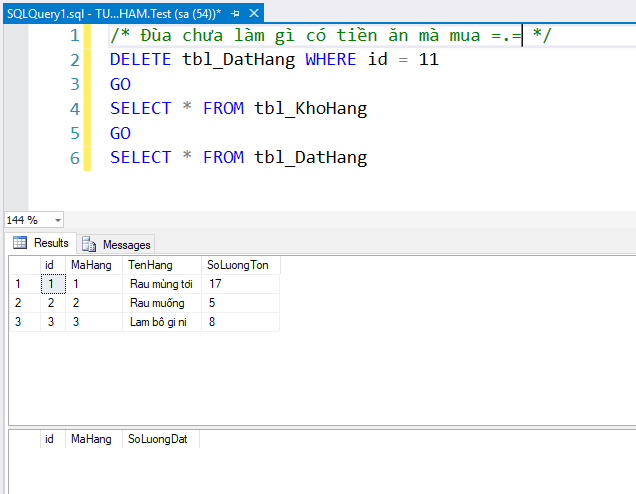 SQLQuery1.sql - TU...HAM.Test (sa (54))*
1 /* Đùa chưa làm gì có tiền ăn mà mua =.= */
2 DELETE tbl_DatHang WHERE id = 11
3 GO
4 SELECT * FROM tbl_KhoHang
5 GO
6 SELECT * FROM tbl_DatHang
144 %
Results Messages
id MaHang TenHang SoLuongTon
1 1 1 Rau mùng tơi 17
2 2 2 Rau muống 5
3 3 3 Lam bô gi ni 8
id MaHang SoLuongDat